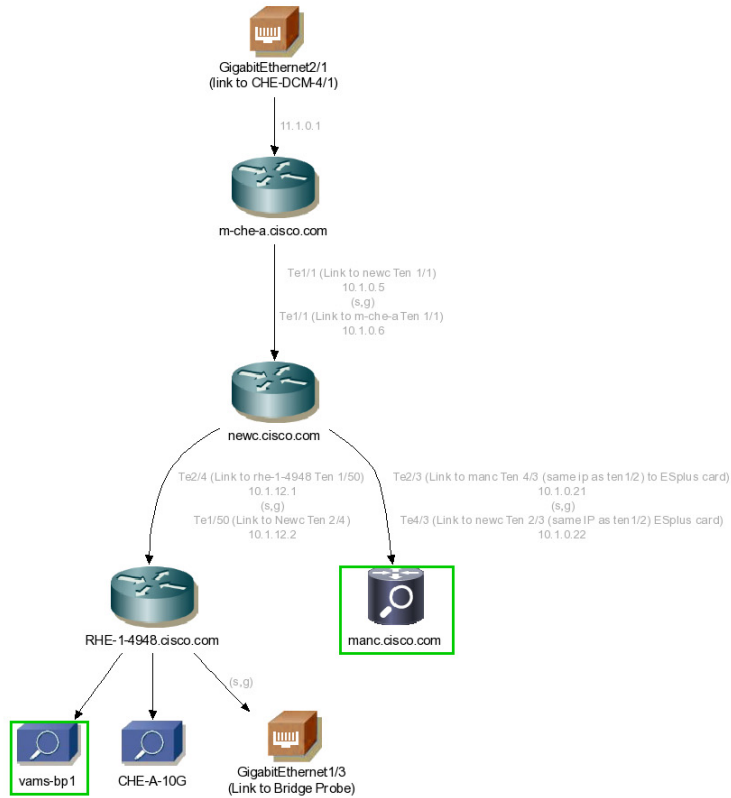 GigabitEthernet2/1
(link to CHE-DCM-4/1)
11.1.0.1
m-che-a.cisco.com
Te1/1 (Link to newc Ten 1/1)
10.1.0.5
(s,g)
Te1/1 (Link to m-che-a Ten 1/1)
10.1.0.6
newc.cisco.com
Te2/4 (Link to rhe-1-4948 Ten 1/50)
10.1.12.1
(s,g)
Te1/50 (Link to Newc Ten 2/4)
10.1.12.2
Te2/3 (Link to manc Ten 4/3 (same ip as ten1/2) to ESplus card)
10.1.0.21
(s,g)
Te4/3 (Link to newc Ten 2/3 (same IP as ten1/2) ESplus card)
10.1.0.22
RHE-1-4948.cisco.com
manc.cisco.com
(s,g)
vams-bp1
CHE-A-10G
GigabitEthernet1/3
(Link to Bridge Probe)